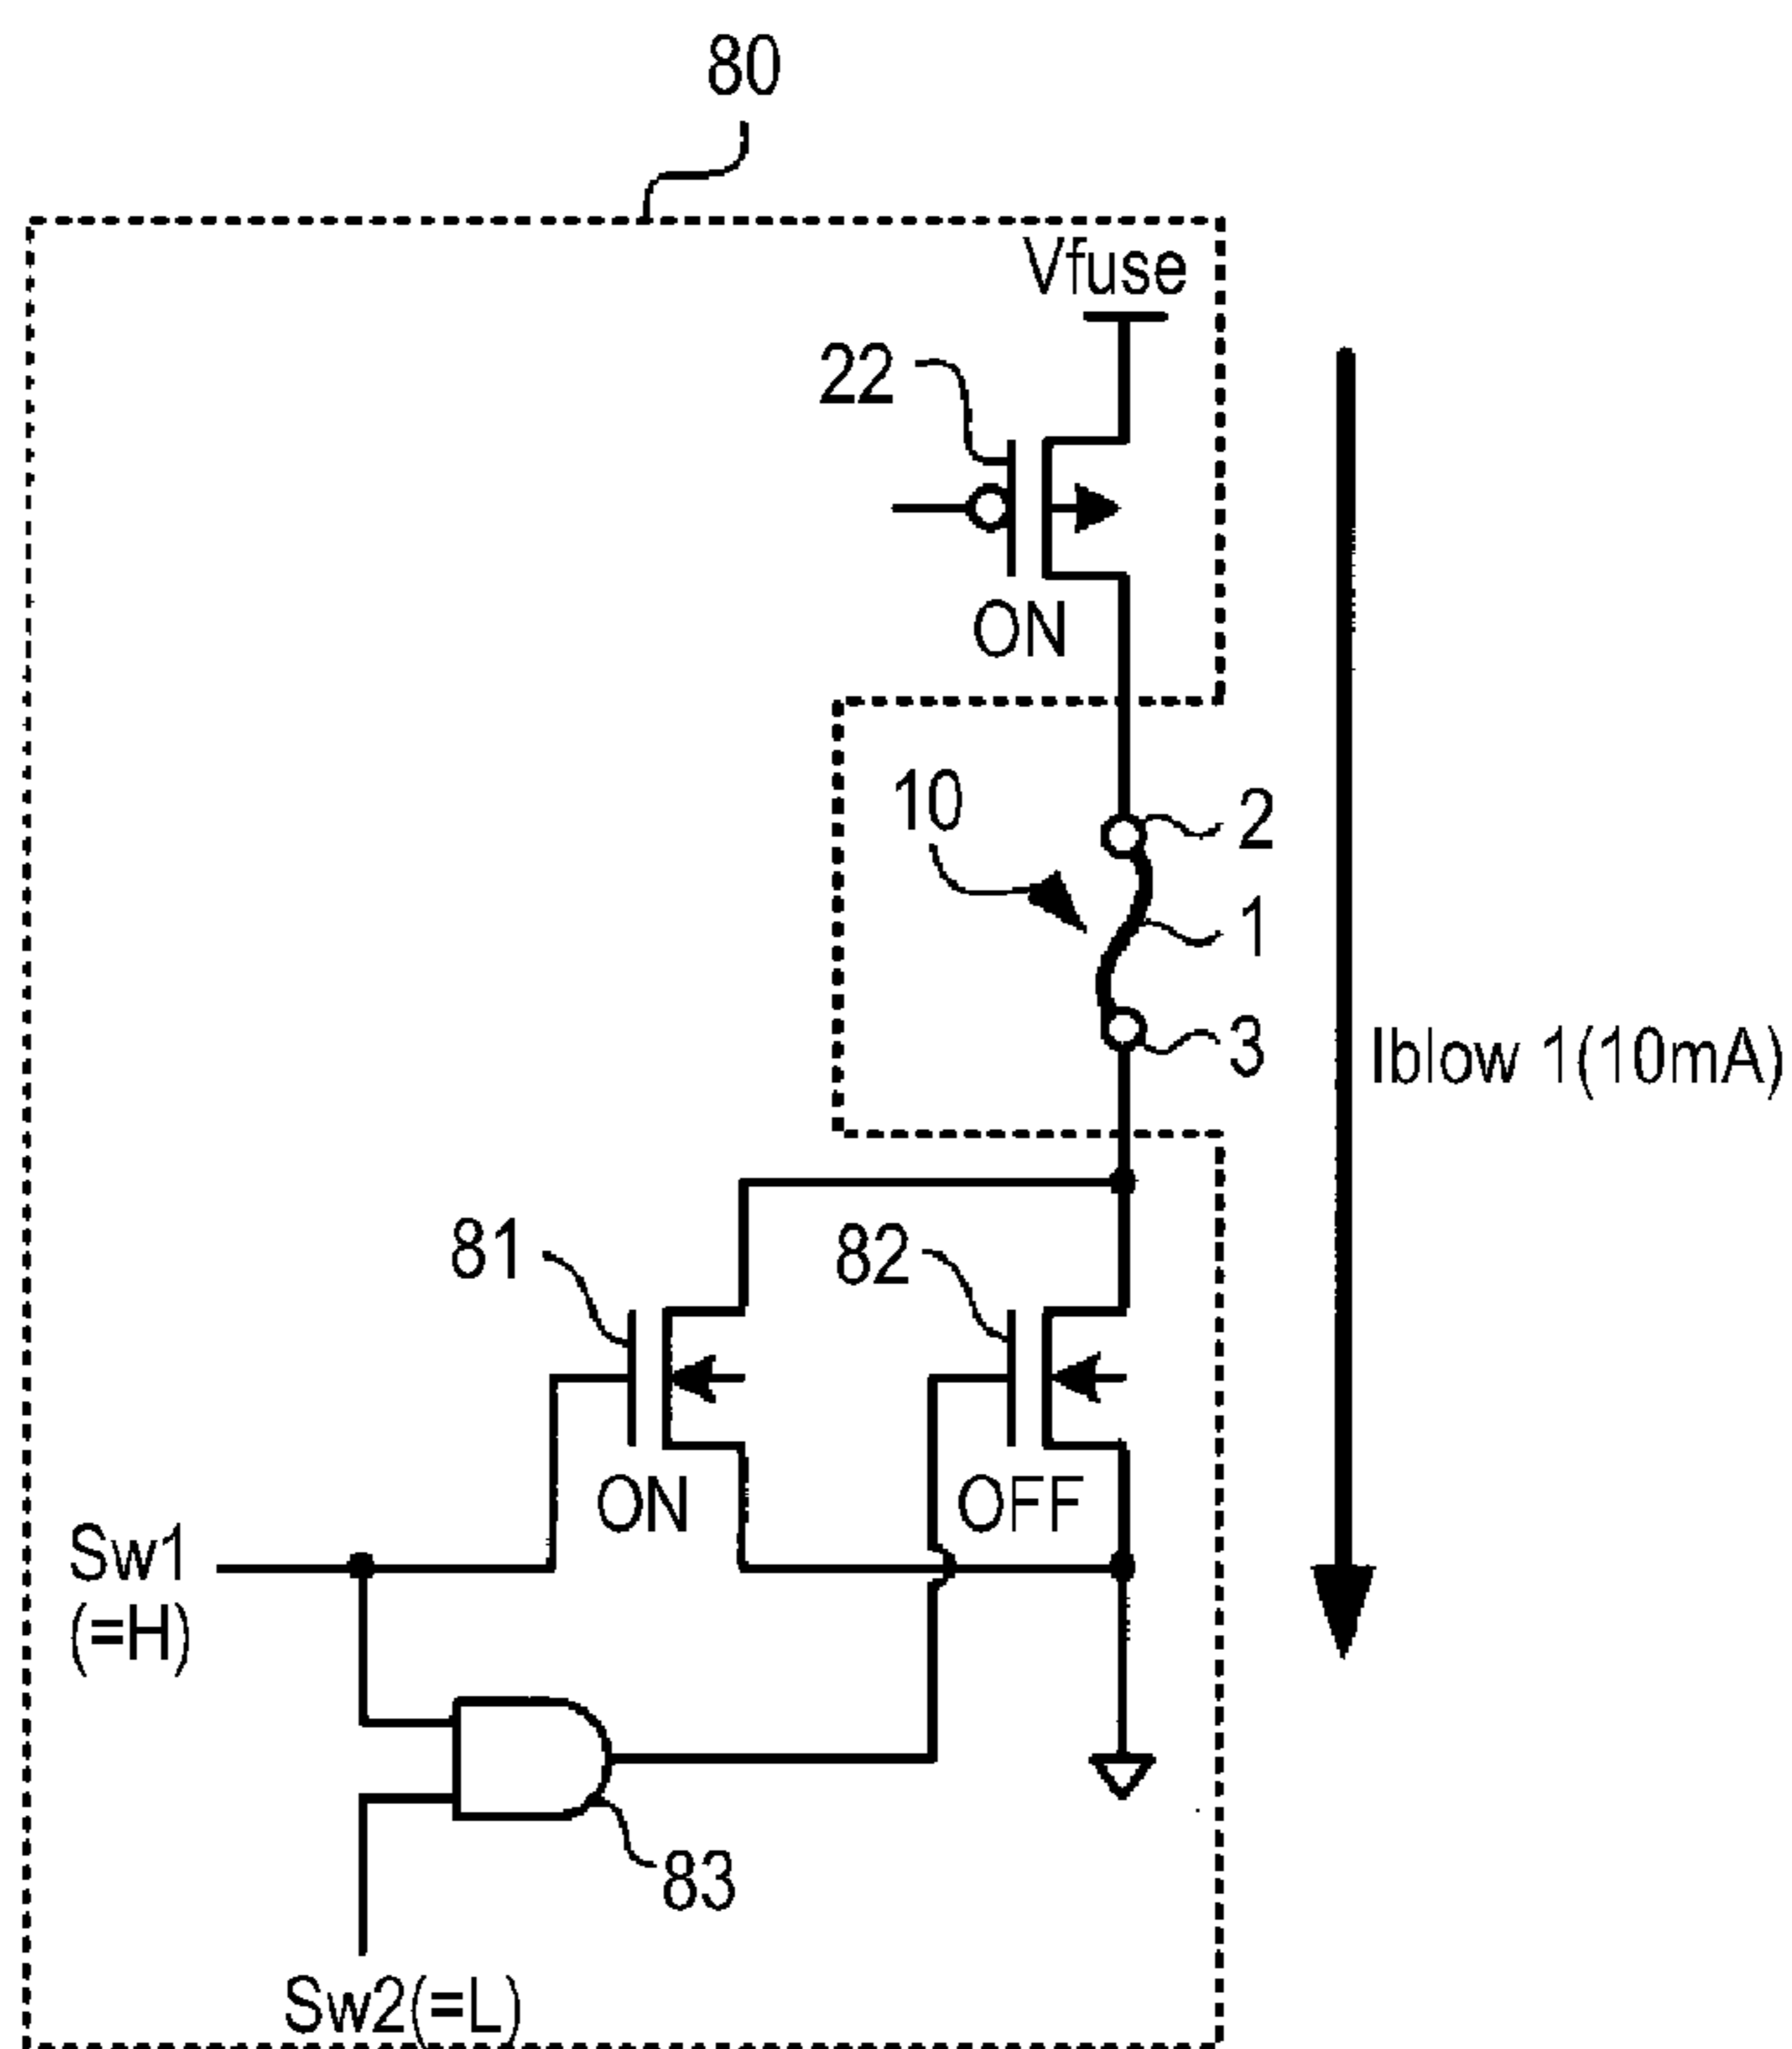 80
Vfuse
22
ON
10
2
1
3
Iblow 1(10mA)
81
82
ON
OFF
Sw1
(=H)
83
Sw2(=L)